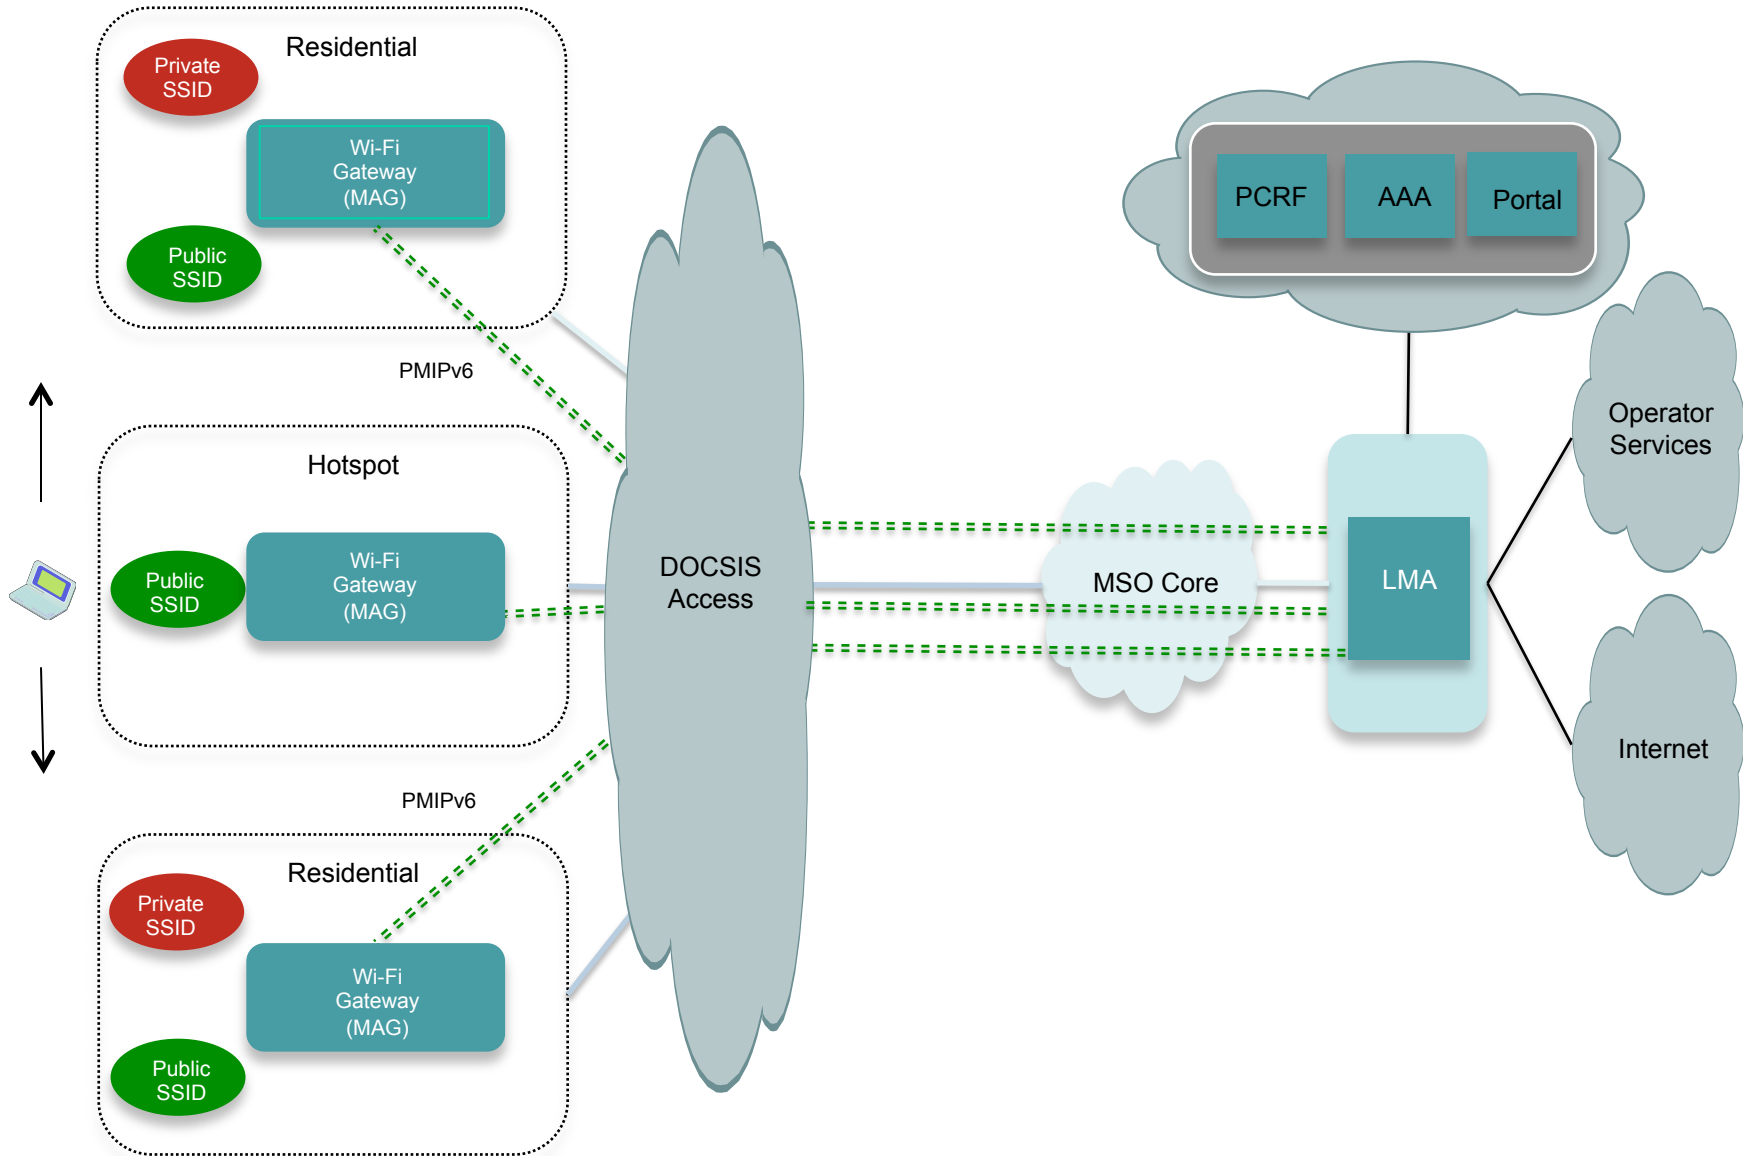 Residential
Private
SSID
Wi-Fi
Gateway
(MAG)
Public
SSID
PMIPv6
Hotspot
Public
SSID
Wi-Fi
Gateway
(MAG)
PMIPv6
Residential
Private
SSID
Wi-Fi
Gateway
(MAG)
Public
SSID
DOCSIS
Access
MSO Core
LMA
PCRF
AAA
Portal
Operator
Services
Internet